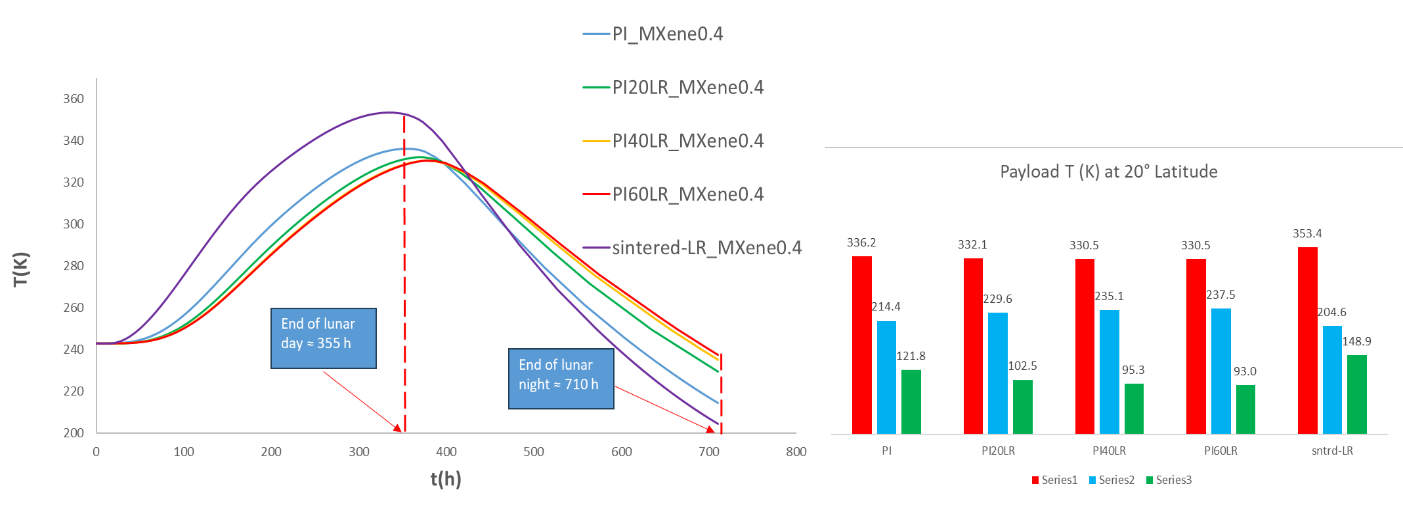 PI_MXene0.4
PI20LR_MXene0.4
PI40LR_MXene0.4
PI60LR_MXene0.4
sintered-LR_MXene0.4
T(K)
360
340
320
300
280
260
240
220
200
0
100
200
300
400
500
600
700
800
t(h)
End of lunar
day ≈ 355 h
End of lunar
night ≈ 710 h
Payload T (K) at 20° Latitude
336.2
214.4
121.8
332.1
229.6
102.5
330.5
235.1
95.3
330.5
237.5
93.0
353.4
204.6
148.9
PI
PI20LR
PI40LR
PI60LR
sntrd-LR
Series1
Series2
Series3